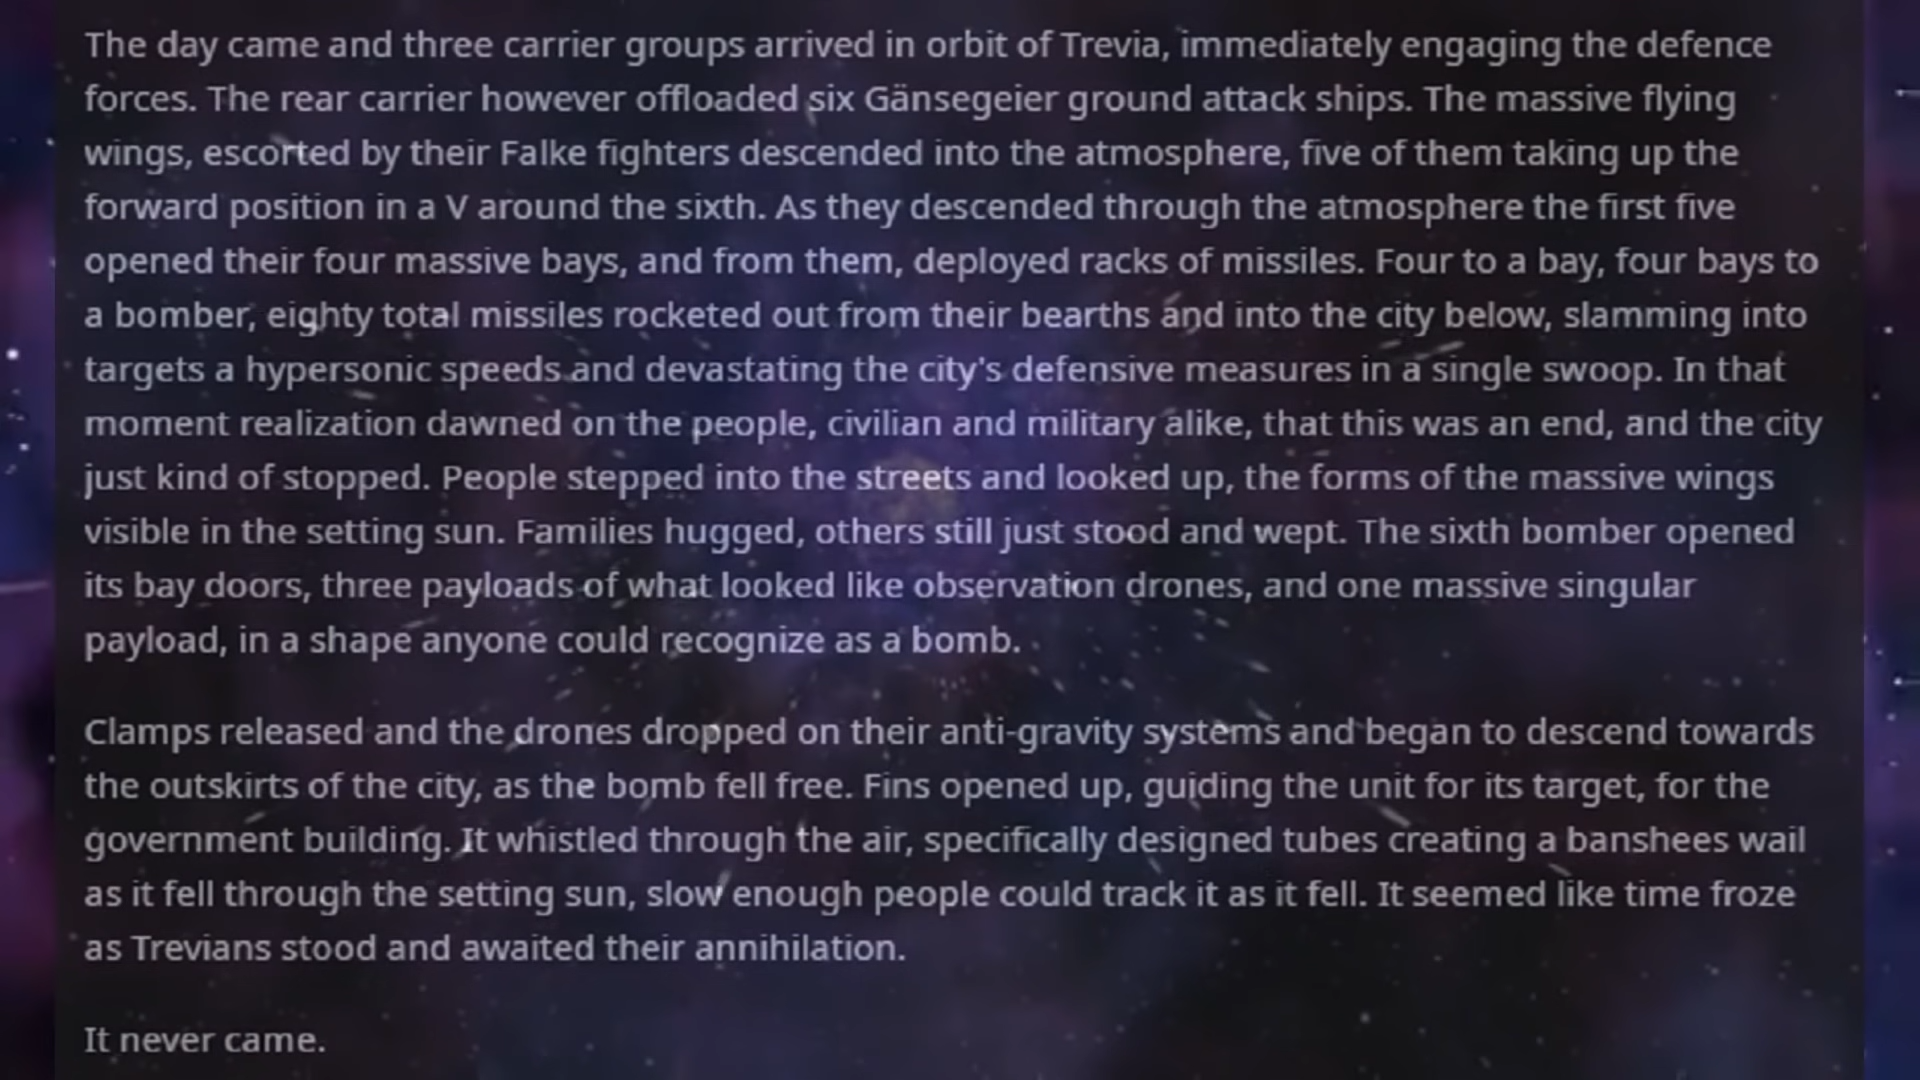 The day came and three carrier groups arrived in orbit of Trevia, immediately engaging the defence
forces. The rear carrier however offloaded six Gänsegeier ground attack ships. The massive flying
wings, escorted by their Falke fighters descended into the atmosphere, five of them taking up the
forward position in a V around the sixth. As they descended through the atmosphere the first five
opened their four massive bays, and from them, deployed racks of missiles. Four to a bay, four bays to
a bomber, eighty total missiles rocketed out from their bearths and into the city below, slamming into
targets a hypersonic speeds and devastating the city's defensive measures in a single swoop. In that
moment realization dawned on the people, civilian and military alike, that this was an end, and the city
just kind of stopped. People stepped into the streets and looked up, the forms of the massive wings
visible in the setting sun. Families hugged, others still just stood and wept. The sixth bomber opened
its bay doors, three payloads of what looked like observation drones, and one massive singular
payload, in a shape anyone could recognize as a bomb.
Clamps released and the drones dropped on their anti-gravity systems and began to descend towards
the outskirts of the city, as the bomb fell free. Fins opened up, guiding the unit for its target, for the
government building. It whistled through the air, specifically designed tubes creating a banshees wail
as it fell through the setting sun, slow enough people could track it as it fell. It seemed like time froze
as Trevians stood and awaited their annihilation.
It never came.